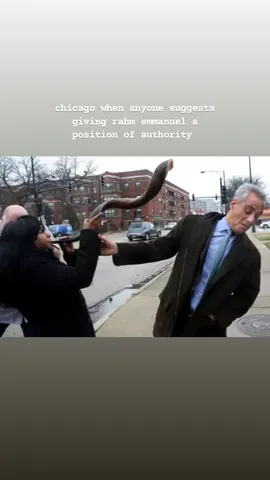 chicago when anyone suggests
giving rahm emmanuel a
position of authority